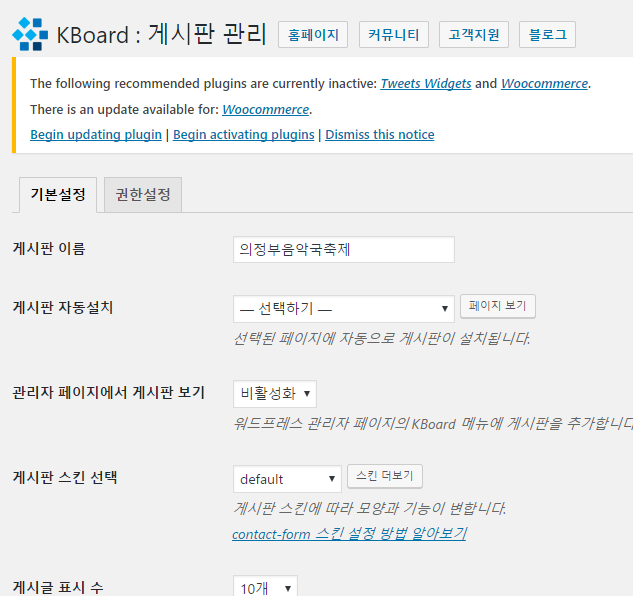 KBoard : 게시판 관리 홈페이지 커뮤니티 고객지원 블로그
The following recommended plugins are currently inactive: Tweets Widgets and Woocommerce.
There is an update available for: Woocommerce.
Begin updating plugin | Begin activating plugins | Dismiss this notice
기본설정 권한설정
게시판 이름 의정부음악국축제
게시판 자동설치 — 선택하기 — 페이지 보기
선택된 페이지에 자동으로 게시판이 설치됩니다.
관리자 페이지에서 게시판 보기 비활성화
워드프레스 관리자 페이지의 KBoard 메뉴에 게시판을 추가합니다
게시판 스킨 선택 default 스킨 더보기
게시판 스킨에 따라 모양과 기능이 변합니다.
contact-form 스킨 설정 방법 알아보기
게시글 표시 수 10개